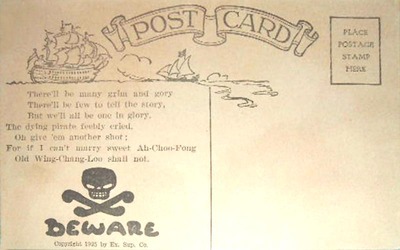 POST CARD
PLACE
POSTAGE
STAMP
HERE
There'll be many grim and gory
There'll be few to tell the story,
But we'll all be one in glory.
The dying pirate feebly cried.
Oh give 'em another shot;
For if I can't marry sweet Ah-Choo-Fong
Old Wing-Chang-Loo shall not.
BEWARE
Copyright 1935 by Ex. Sup. Co.